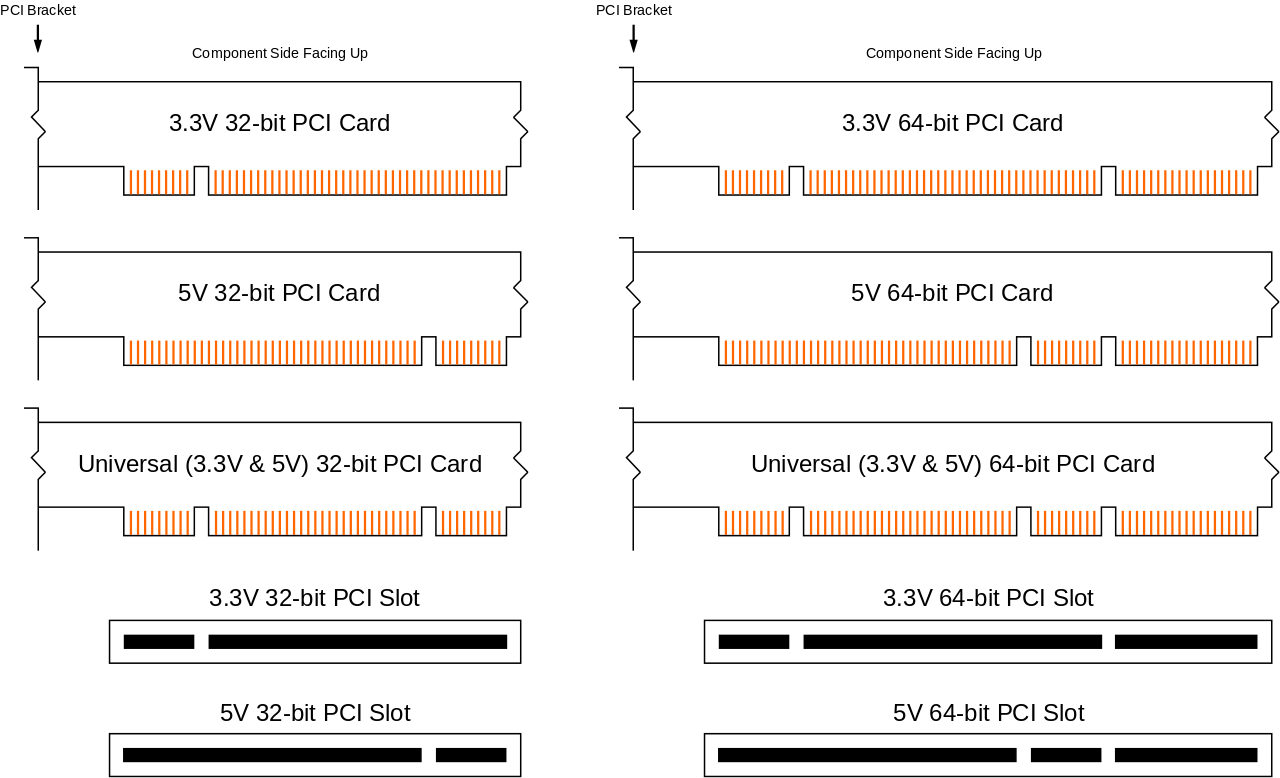 PCI Bracket
PCI Bracket
Component Side Facing Up
Component Side Facing Up
3.3V 32-bit PCI Card
3.3V 64-bit PCI Card
5V 32-bit PCI Card
5V 64-bit PCI Card
Universal (3.3V & 5V) 32-bit PCI Card
Universal (3.3V & 5V) 64-bit PCI Card
3.3V 32-bit PCI Slot
3.3V 64-bit PCI Slot
5V 32-bit PCI Slot
5V 64-bit PCI Slot